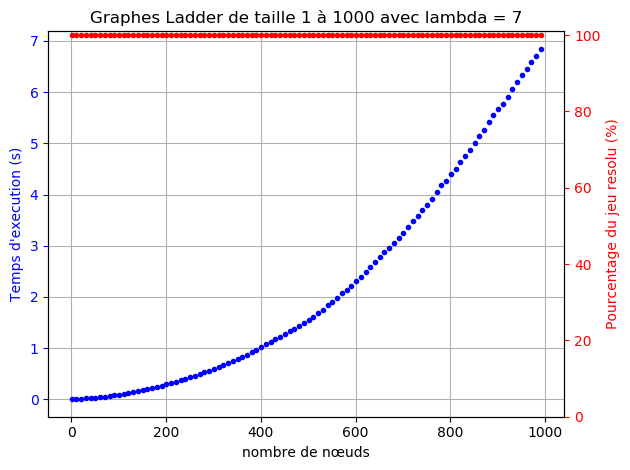 Graphes Ladder de taille 1 à 1000 avec lambda = 7
7
6
5
4
3
2
1
0
Temps d'execution (s)
100
80
60
40
20
0
Pourcentage du jeu resolu (%)
0 200 400 600 800 1000
nombre de nœuds